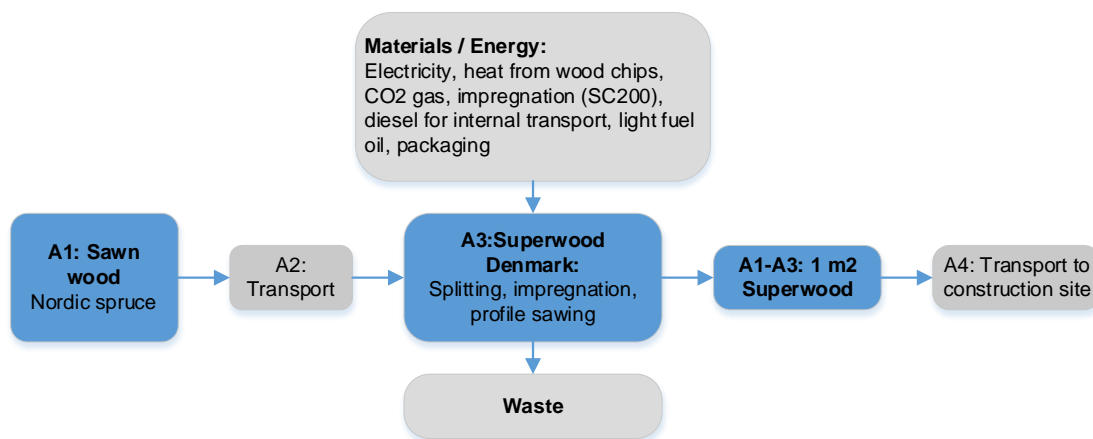 Materials / Energy:
Electricity, heat from wood chips,
CO2 gas, impregnation (SC200),
diesel for internal transport, light fuel
oil, packaging
A1: Sawn
wood
Nordic spruce
A2:
Transport
A3:Superwood
Denmark:
Splitting, impregnation,
profile sawing
A1-A3: 1 m2
Superwood
A4: Transport to
construction site
Waste